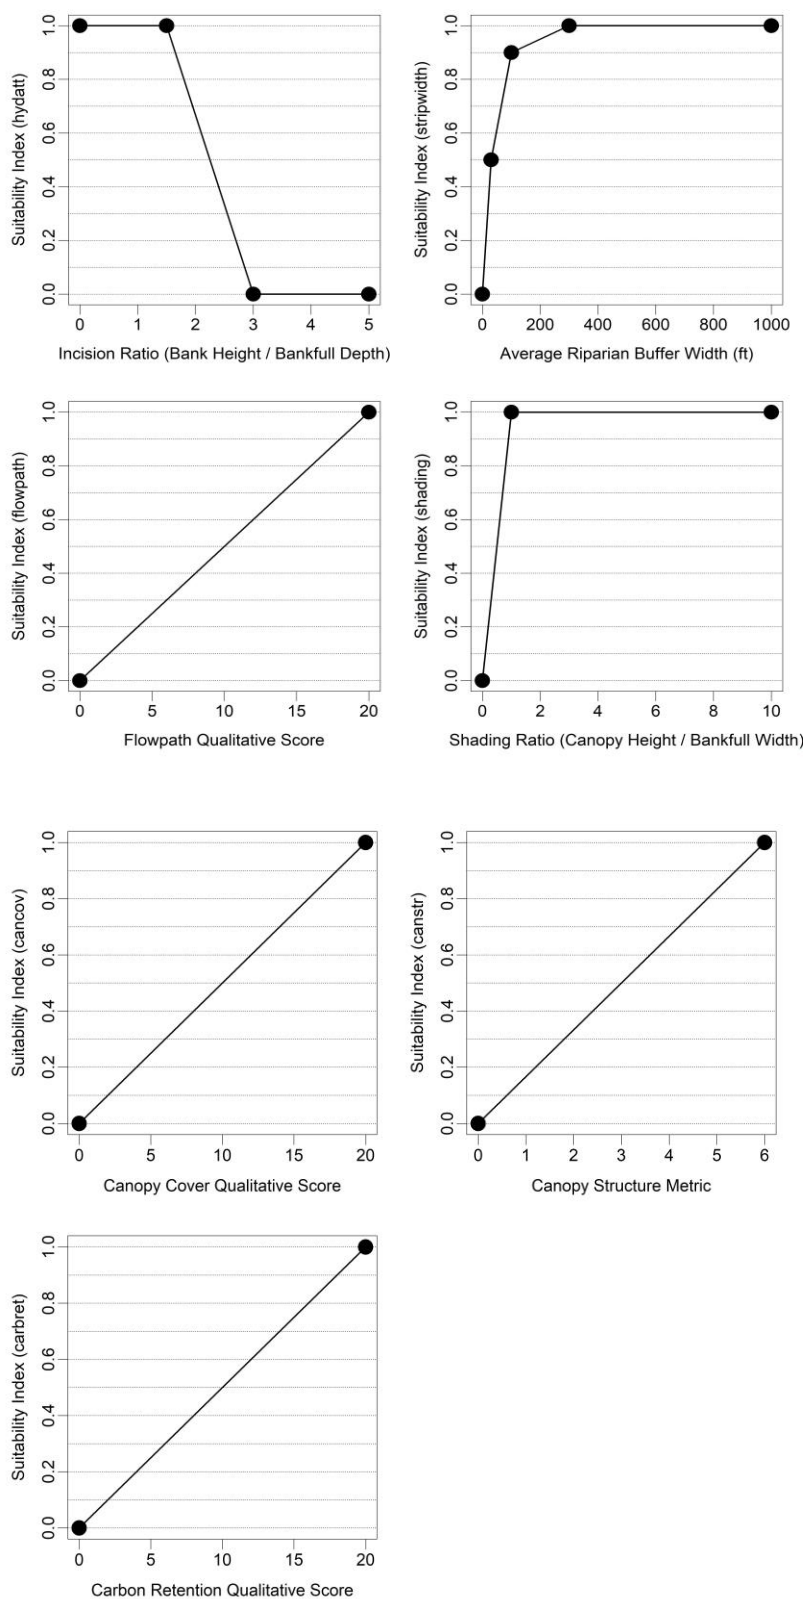 Suitability Index (hydatt)
0.0 0.2 0.4 0.6 0.8 1.0
0 1 2 3 4 5
Incision Ratio (Bank Height / Bankfull Depth)
Suitability Index (stripwidth)
0.0 0.2 0.4 0.6 0.8 1.0
0 200 400 600 800 1000
Average Riparian Buffer Width (ft)
Suitability Index (flowpath)
0.0 0.2 0.4 0.6 0.8 1.0
0 5 10 15 20
Flowpath Qualitative Score
Suitability Index (shading)
0.0 0.2 0.4 0.6 0.8 1.0
0 2 4 6 8 10
Shading Ratio (Canopy Height / Bankfull Width)
Suitability Index (cancov)
0.0 0.2 0.4 0.6 0.8 1.0
0 5 10 15 20
Canopy Cover Qualitative Score
Suitability Index (canstr)
0.0 0.2 0.4 0.6 0.8 1.0
0 1 2 3 4 5 6
Canopy Structure Metric
Suitability Index (carbret)
0.0 0.2 0.4 0.6 0.8 1.0
0 5 10 15 20
Carbon Retention Qualitative Score